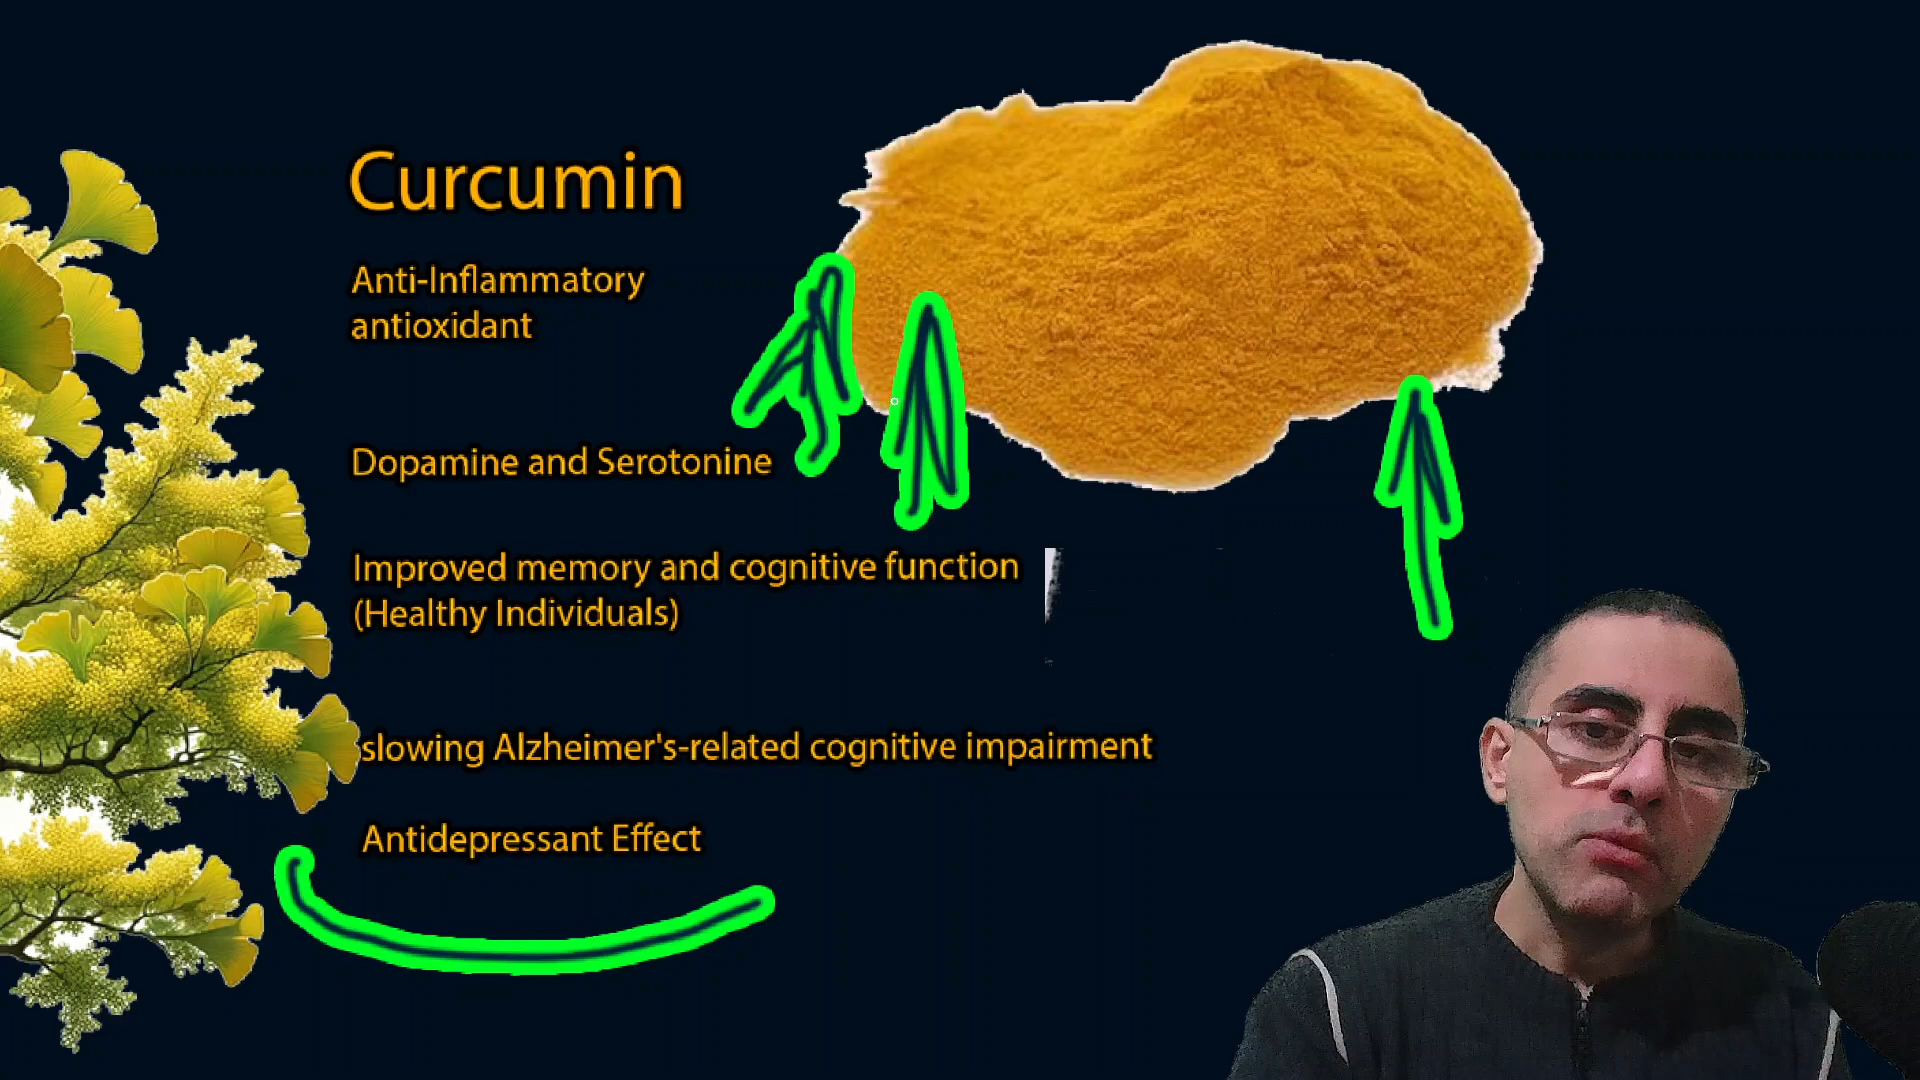 Curcumin
Anti-Inflammatory
antioxidant
Dopamine and Serotonine
Improved memory and cognitive function
(Healthy Individuals)
slowing Alzheimer's-related cognitive impairment
Antidepressant Effect